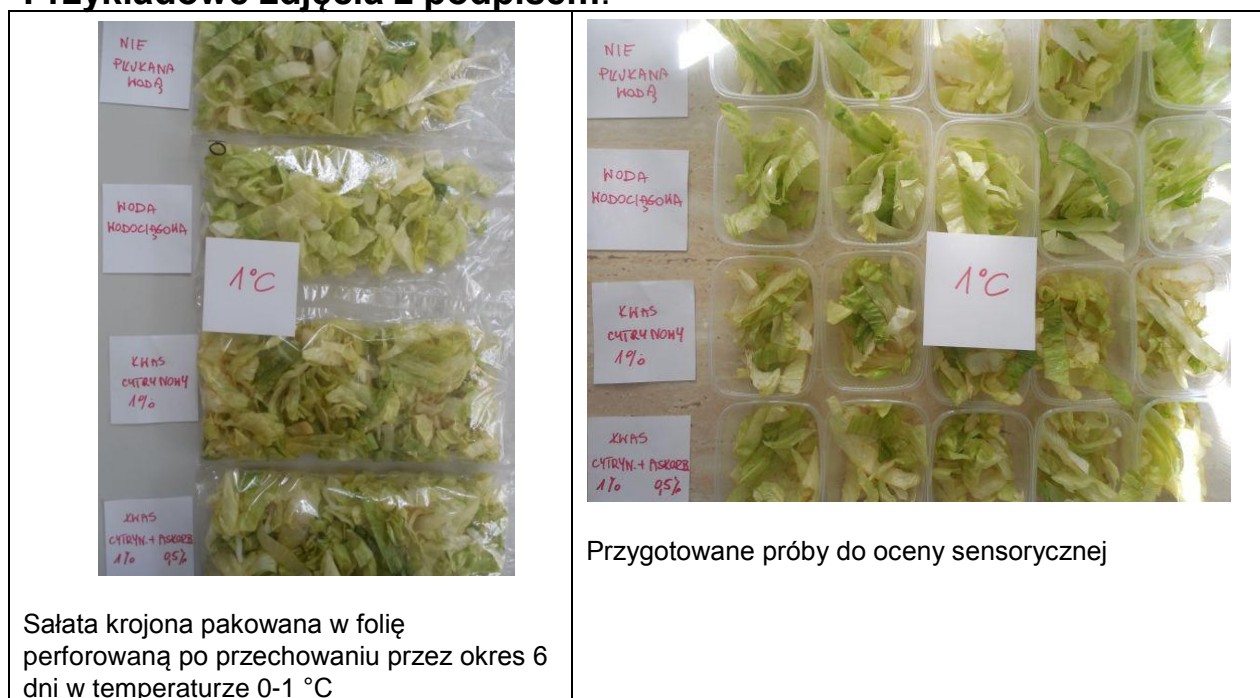 Przykładowe zdjęcia z podpisem:
NIE
PŁUKANA
WODĄ
WODA
WODOCIĄGOWA
1°C
KWAS
CYTRYNOWY
1%
KWAS
CYTRYN. + ASKORB
1% 0,5%
Sałata krojona pakowana w folię
perforowaną po przechowaniu przez okres 6
dni w temperaturze 0-1 °C
NIE
PŁUKANA
WODĄ
WODA
WODOCIĄGOWA
1°C
KWAS
CYTRYNOWY
1%
KWAS
CYTRYN. + ASKORB
1% 0,5%
Przygotowane próby do oceny sensorycznej